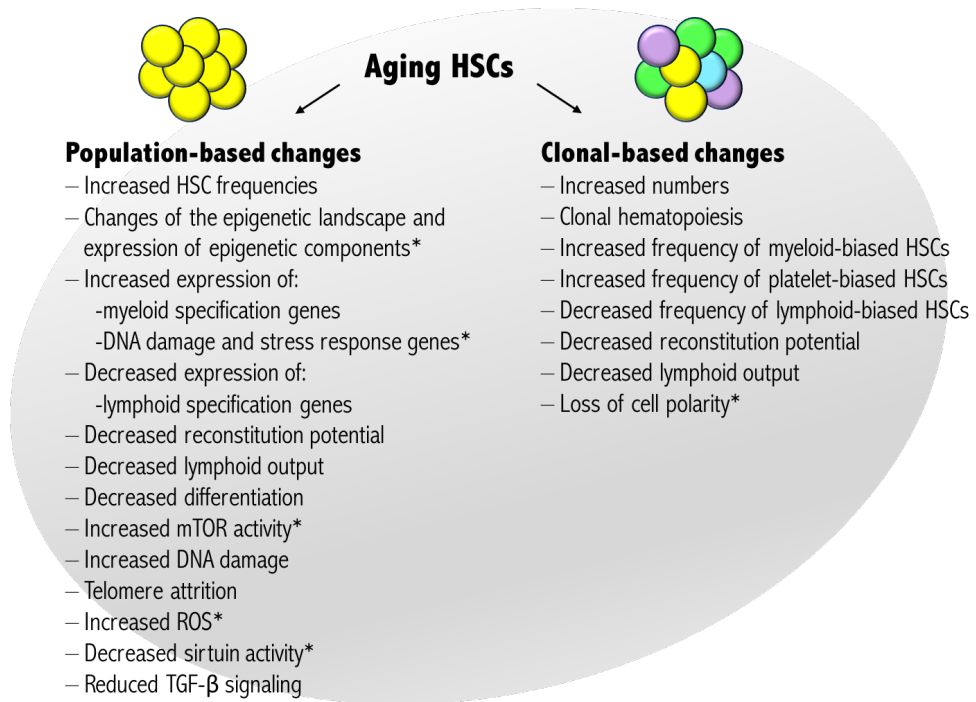 Aging HSCs
Population-based changes
– Increased HSC frequencies
– Changes of the epigenetic landscape and
expression of epigenetic components*
– Increased expression of:
-myeloid specification genes
-DNA damage and stress response genes*
– Decreased expression of:
-lymphoid specification genes
– Decreased reconstitution potential
– Decreased lymphoid output
– Decreased differentiation
– Increased mTOR activity*
– Increased DNA damage
– Telomere attrition
– Increased ROS*
– Decreased sirtuin activity*
– Reduced TGF-β signaling
Clonal-based changes
– Increased numbers
– Clonal hematopoiesis
– Increased frequency of myeloid-biased HSCs
– Increased frequency of platelet-biased HSCs
– Decreased frequency of lymphoid-biased HSCs
– Decreased reconstitution potential
– Decreased lymphoid output
– Loss of cell polarity*